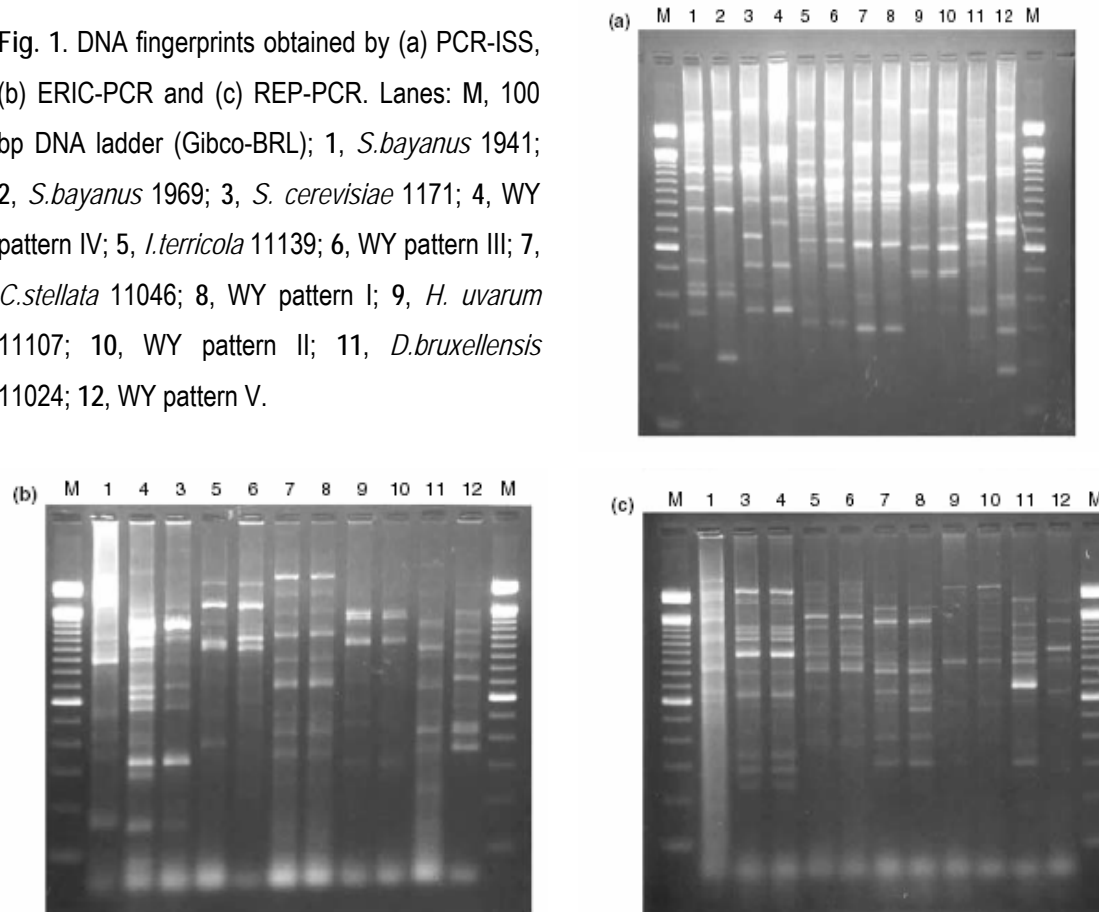 Fig. 1. DNA fingerprints obtained by (a) PCR-ISS,
(b) ERIC-PCR and (c) REP-PCR. Lanes: M, 100
bp DNA ladder (Gibco-BRL); 1, S.bayanus 1941;
2, S.bayanus 1969; 3, S. cerevisiae 1171; 4, WY
pattern IV; 5, I.terricola 11139; 6, WY pattern III; 7,
C.stellata 11046; 8, WY pattern I; 9, H. uvarum
11107; 10, WY pattern II; 11, D.bruxellensis
11024; 12, WY pattern V.
(a) M 1 2 3 4 5 6 7 8 9 10 11 12 M
(b) M 1 4 3 5 6 7 8 9 10 11 12 M
(c) M 1 3 4 5 6 7 8 9 10 11 12 M